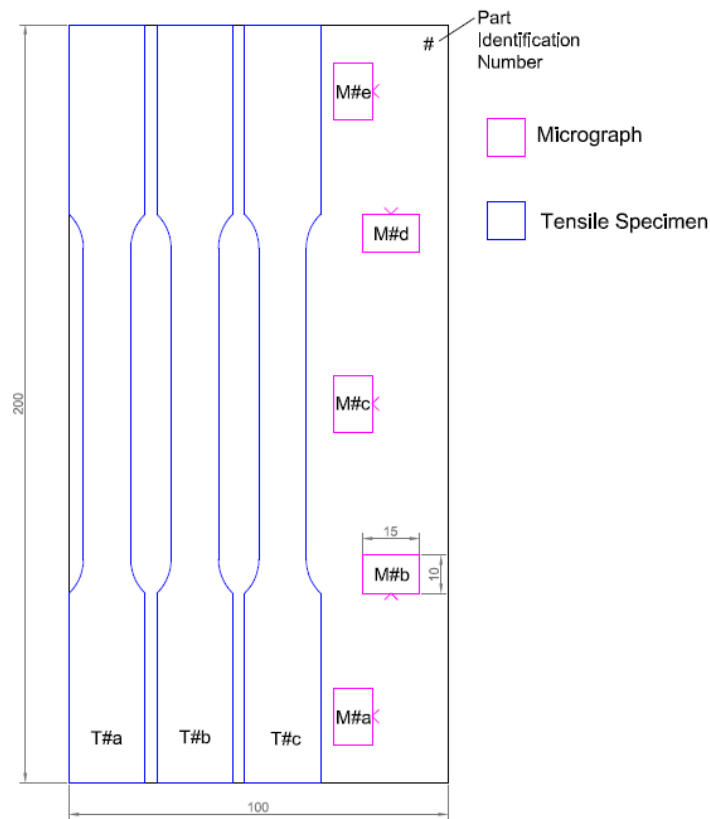 Part
# Identification
Number
M#e
Micrograph
M#d
Tensile Specimen
200
M#c
15
M#b
10
M#a
T#a T#b T#c
100